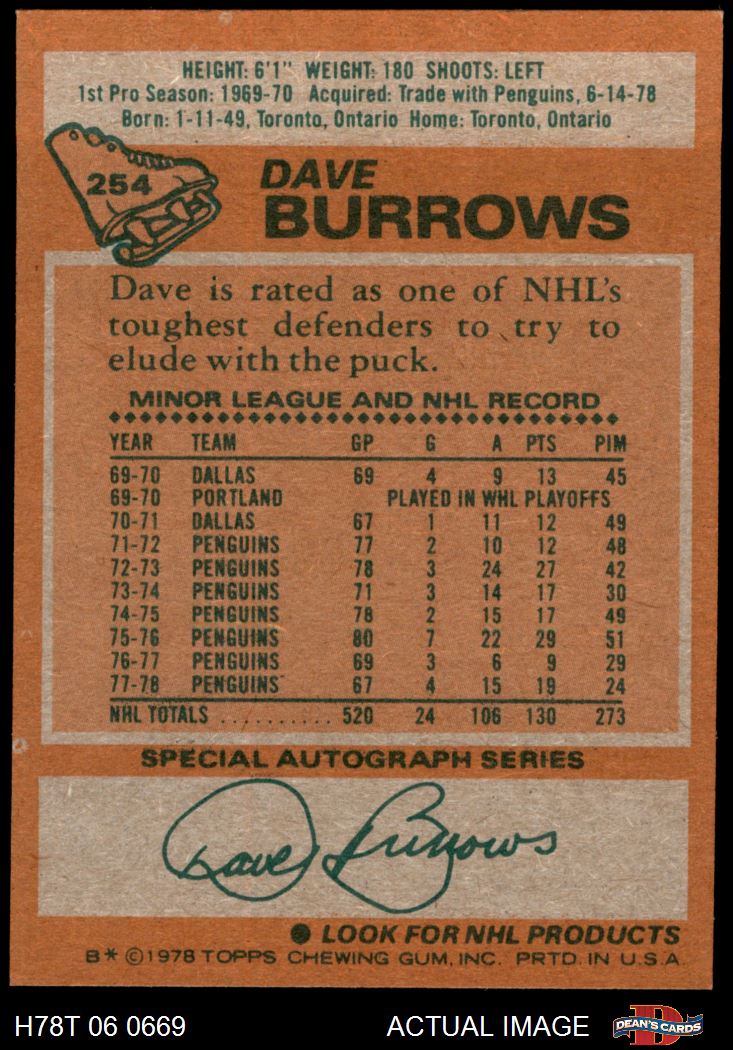 HEIGHT: 6'1" WEIGHT: 180 SHOOTS: LEFT
1st Pro Season: 1969-70 Acquired: Trade with Penguins, 6-14-78
Born: 1-11-49, Toronto, Ontario Home: Toronto, Ontario
254
DAVE
BURROWS
Dave is rated as one of NHL's
toughest defenders to try to
elude with the puck.
MINOR LEAGUE AND NHL RECORD
YEAR TEAM GP G A PTS PIM
69-70 DALLAS 69 4 9 13 45
69-70 PORTLAND PLAYED IN WHL PLAYOFFS
70-71 DALLAS 67 1 11 12 49
71-72 PENGUINS 77 2 10 12 48
72-73 PENGUINS 78 3 24 27 42
73-74 PENGUINS 71 3 14 17 30
74-75 PENGUINS 78 2 15 17 49
75-76 PENGUINS 80 7 22 29 51
76-77 PENGUINS 69 3 6 9 29
77-78 PENGUINS 67 4 15 19 24
NHL TOTALS .......... 520 24 106 130 273
SPECIAL AUTOGRAPH SERIES
Dave Burrows
● LOOK FOR NHL PRODUCTS
B* ©1978 TOPPS CHEWING GUM, INC. PRTD. IN U.S.A.
H78T 06 0669 ACTUAL IMAGE D DEAN'S CARDS